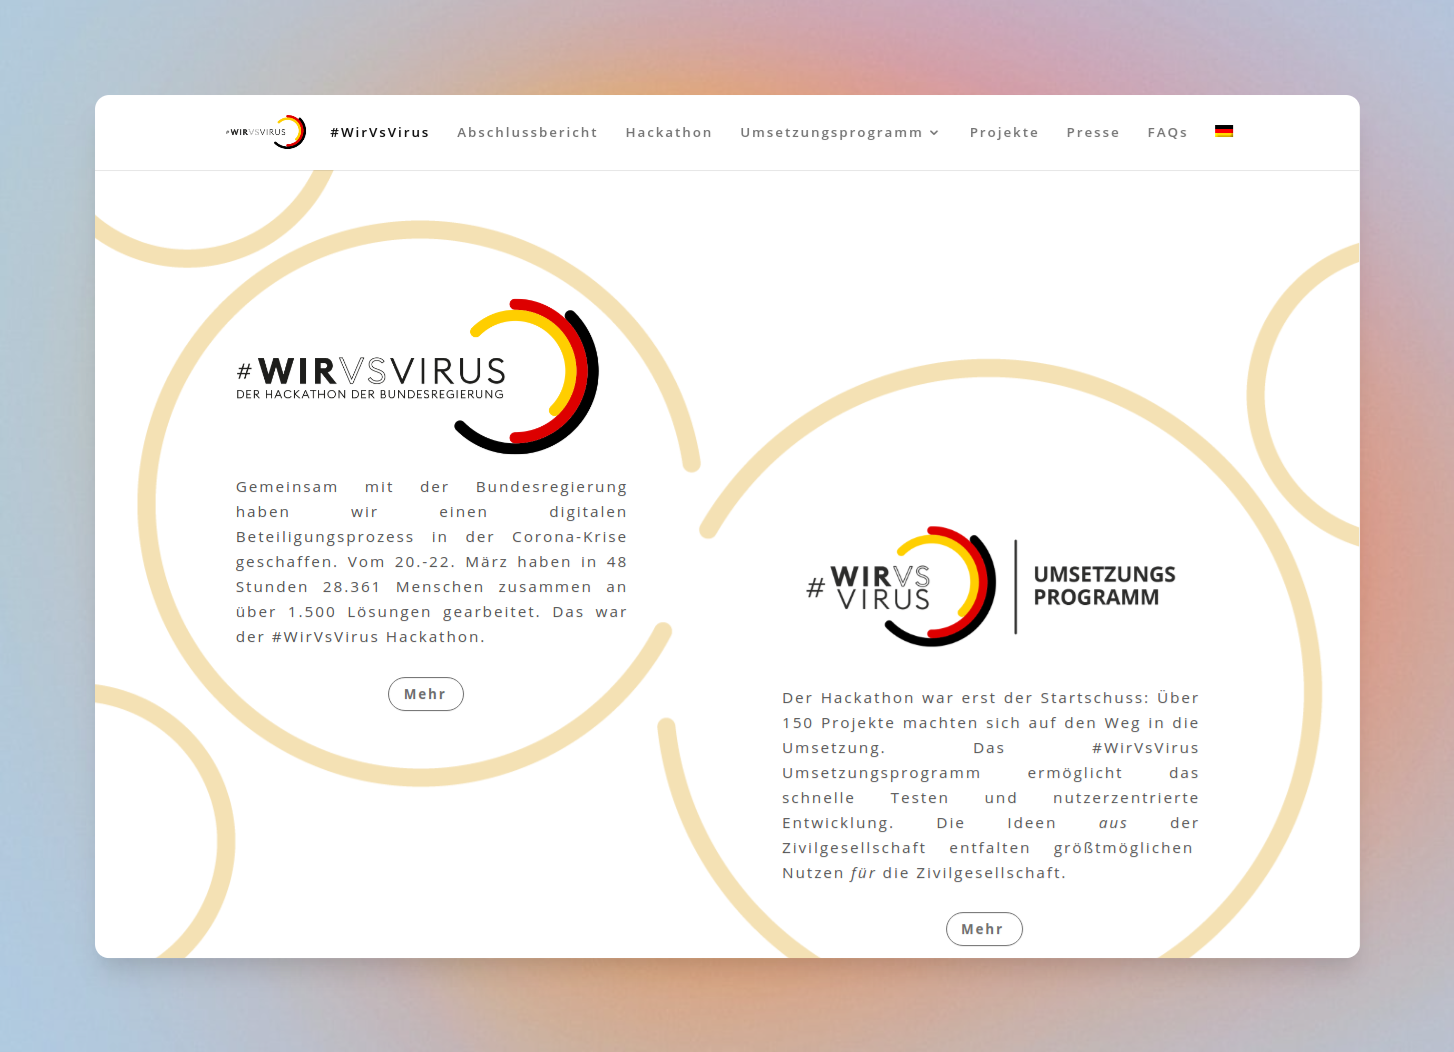 #WIRVSVIRUS
#WirVsVirus
Abschlussbericht
Hackathon
Umsetzungsprogramm
Projekte
Presse
FAQs
#WIRVSVIRUS
DER HACKATHON DER BUNDESREGIERUNG
Gemeinsam mit der Bundesregierung
haben wir einen digitalen
Beteiligungsprozess in der Corona-Krise
geschaffen. Vom 20.-22. März haben in 48
Stunden 28.361 Menschen zusammen an
über 1.500 Lösungen gearbeitet. Das war
der #WirVsVirus Hackathon.
Mehr
#WIRVS
VIRUS
UMSETZUNGS
PROGRAMM
Der Hackathon war erst der Startschuss: Über
150 Projekte machten sich auf den Weg in die
Umsetzung. Das #WirVsVirus
Umsetzungsprogramm ermöglicht das
schnelle Testen und nutzerzentrierte
Entwicklung. Die Ideen aus der
Zivilgesellschaft entfalten größtmöglichen
Nutzen für die Zivilgesellschaft.
Mehr